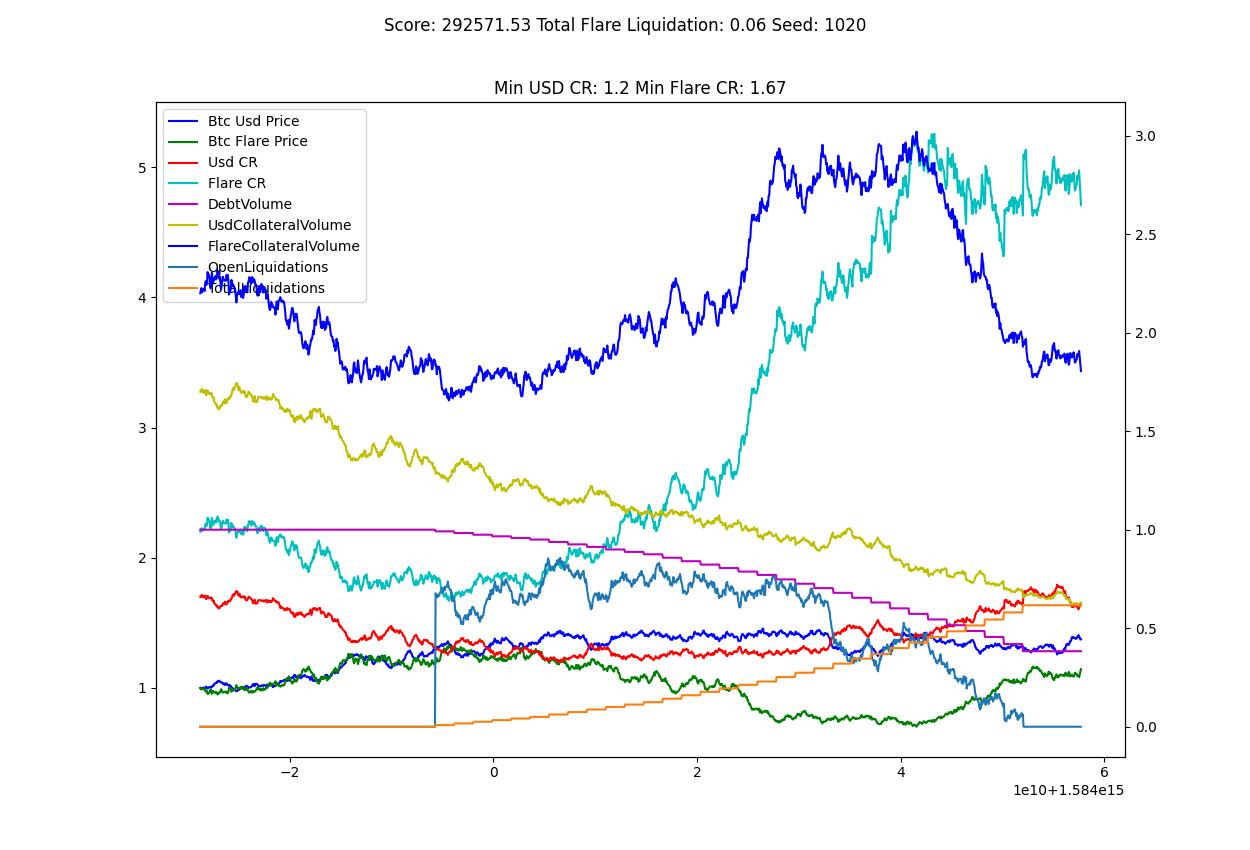 Score: 292571.53 Total Flare Liquidation: 0.06 Seed: 1020
Min USD CR: 1.2 Min Flare CR: 1.67
Btc Usd Price
Btc Flare Price
Usd CR
Flare CR
DebtVolume
UsdCollateralVolume
FlareCollateralVolume
OpenLiquidations
TotalLiquidations
5
4
3
2
1
3.0
2.5
2.0
1.5
1.0
0.5
0.0
−2
0
2
4
6
1e10+1.584e15